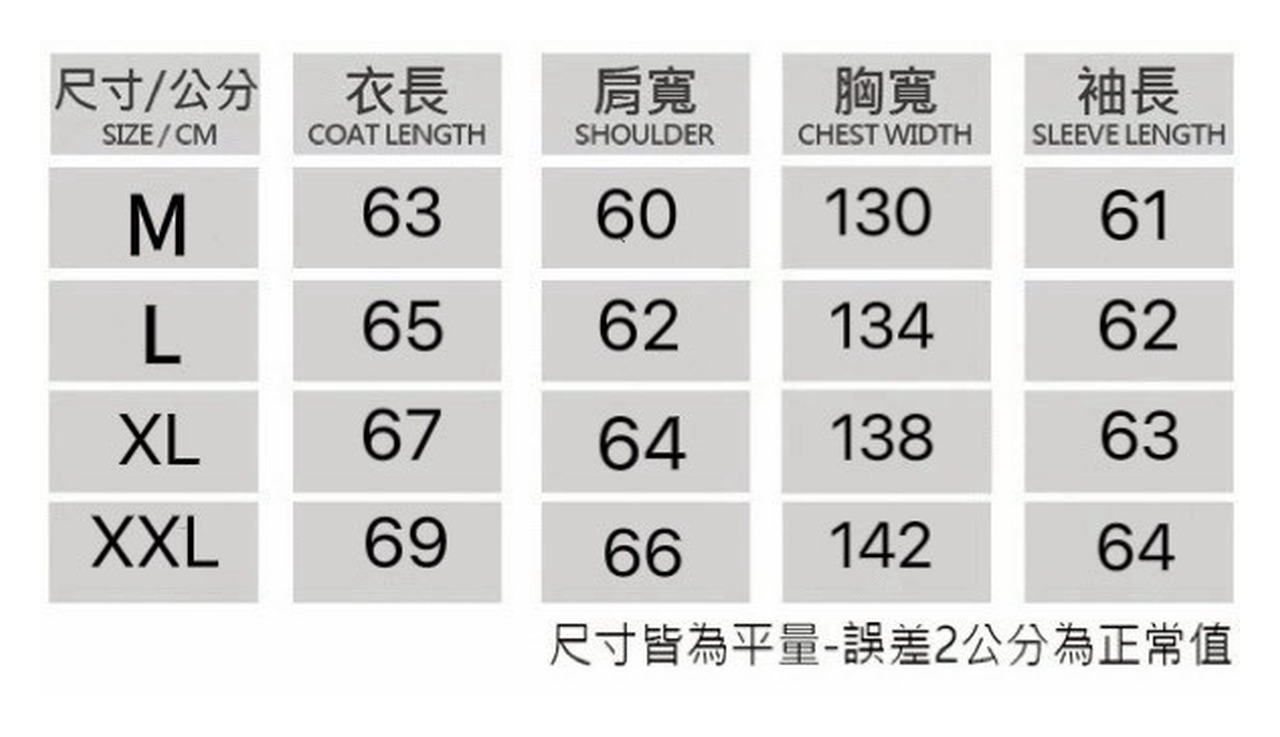 尺寸/公分 衣長 肩寬 胸寬 袖長
SIZE / CM COAT LENGTH SHOULDER CHEST WIDTH SLEEVE LENGTH
M 63 60 130 61
L 65 62 134 62
XL 67 64 138 63
XXL 69 66 142 64
尺寸皆為平量-誤差2公分為正常值